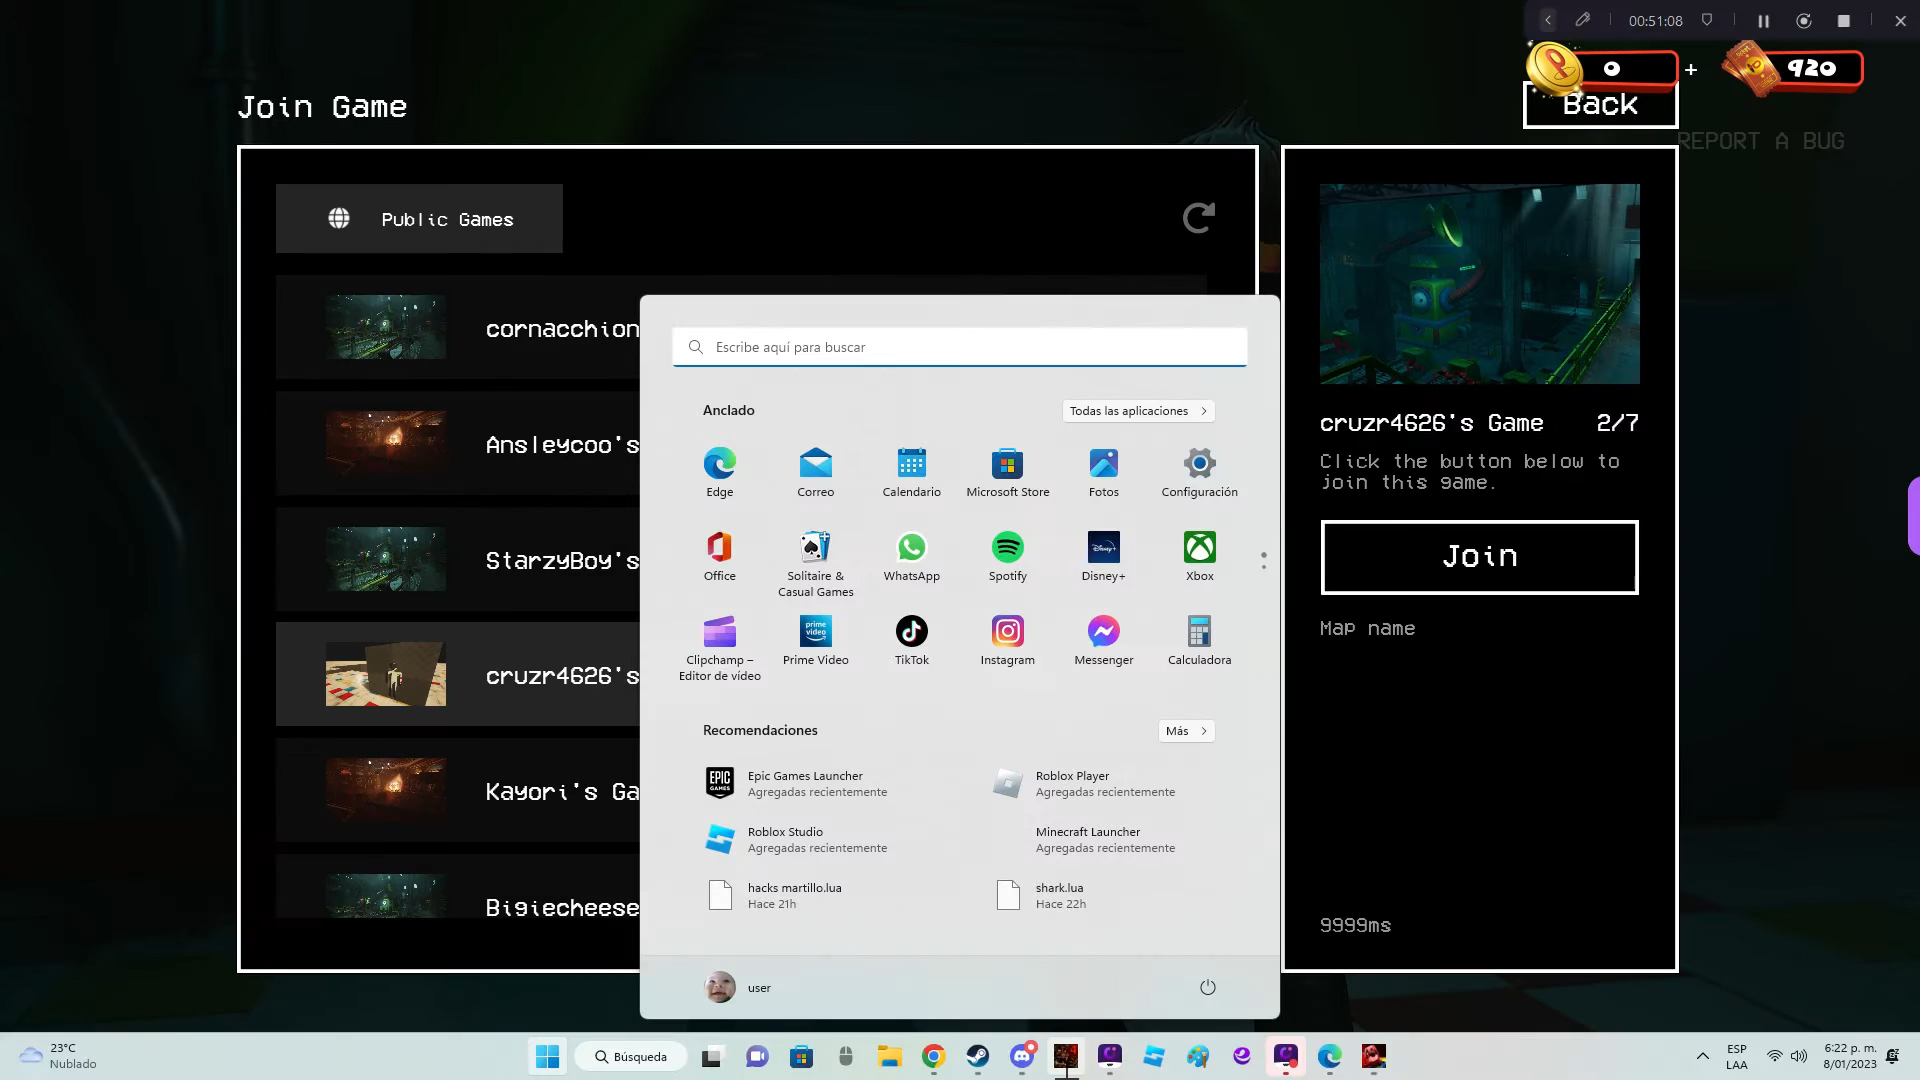 00:51:08
0
+
920
Join Game
Back
REPORT A BUG
Public Games
cornacchion
Ansleycoo's
StarzyBoy's
cruzr4626's
Kayori's Ga
Bigiecheese
Escribe aquí para buscar
Anclado
Todas las aplicaciones
Edge
Correo
Calendario
Microsoft Store
Fotos
Configuración
Office
Solitaire &
Casual Games
WhatsApp
Spotify
Disney+
Disney+
Xbox
prime
video
Clipchamp –
Editor de vídeo
Prime Video
TikTok
Instagram
Messenger
Calculadora
Recomendaciones
Más
EPIC
GAMES
Epic Games Launcher
Agregadas recientemente
Roblox Player
Agregadas recientemente
Roblox Studio
Agregadas recientemente
Minecraft Launcher
Agregadas recientemente
hacks martillo.lua
Hace 21h
shark.lua
Hace 22h
user
cruzr4626's Game
2/7
Click the button below to
join this game.
Join
Map name
9999ms
23°C
Nublado
Búsqueda
ESP
LAA
6:22 p. m.
8/01/2023